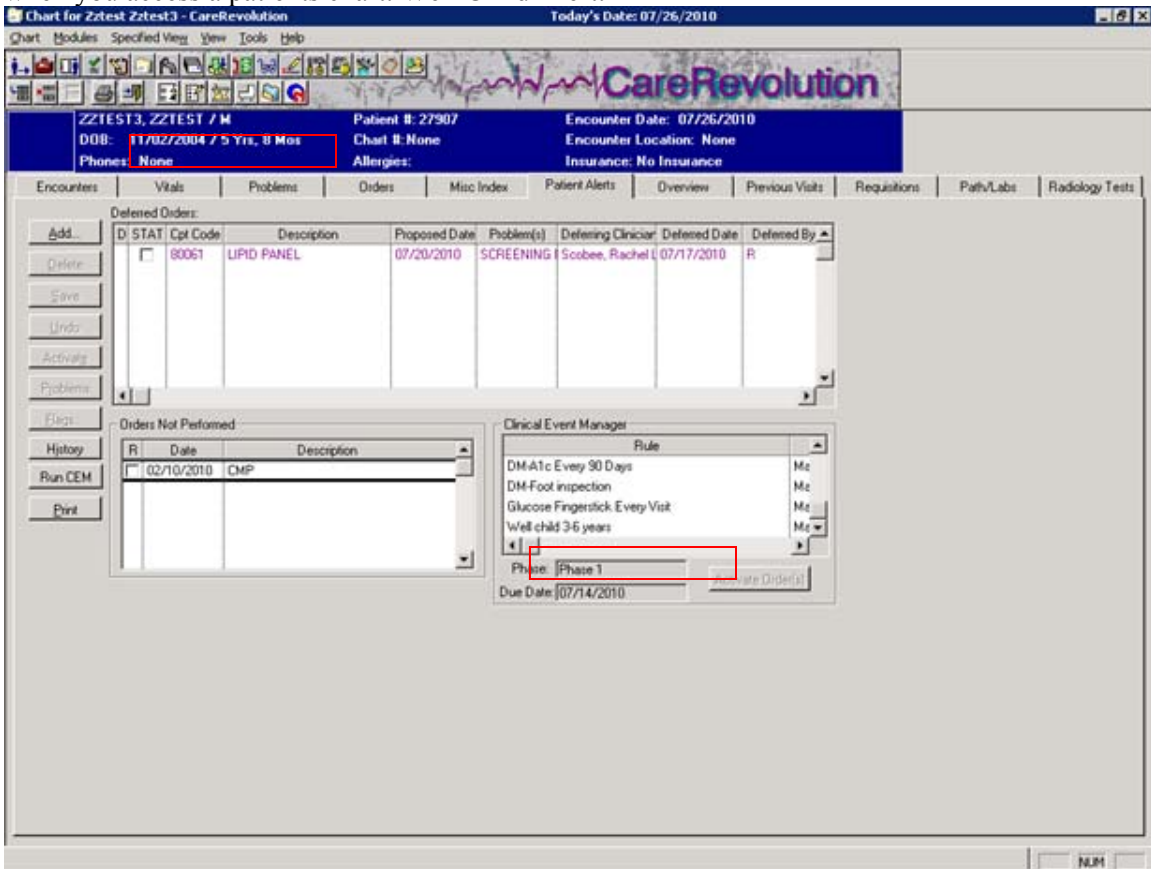 Chart for Zztest Zztest3 - CareRevolution Today's Date: 07/26/2010
Chart Modules Specified View View Tools Help
CareRevolution
ZZTEST3, ZZTEST / M Patient #: 27907 Encounter Date: 07/26/2010
DOB: 11/02/2004 / 5 Yrs, 8 Mos Chart #: None Encounter Location: None
Phones: None Allergies: Insurance: No Insurance
Encounters Vitals Problems Orders Misc Index Patient Alerts Overview Previous Visits Requisitions Path/Labs Radiology Tests
Deferred Orders:
Add... D STAT Cpt Code Description Proposed Date Problem(s) Deferring Clinician Deferred Date Deferred By
80061 LIPID PANEL 07/20/2010 SCREENING Scobee, Rachel 07/17/2010 R
Delete
Save
Undo
Activate
Problems
Flags
Orders Not Performed Clinical Event Manager
History R Date Description Rule
02/10/2010 CMP DM-A1c Every 90 Days Ma
Run CEM DM-Foot inspection Ma
Print Glucose Fingerstick Every Visit Ma
Well child 3-6 years Ma
Phase: Phase 1
Activate Order(s)
Due Date: 07/14/2010
NUM